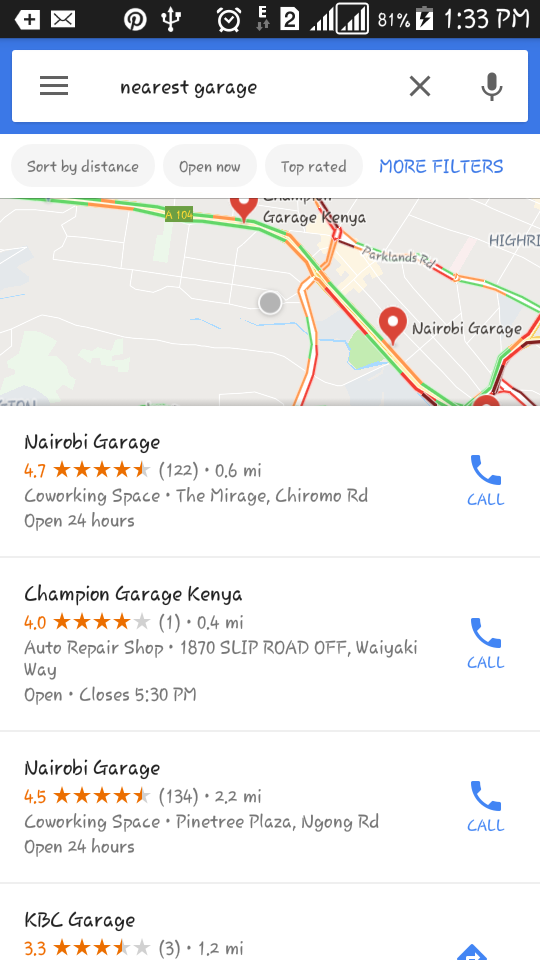 E 2 81% 1:33 PM
nearest garage
Sort by distance Open now Top rated MORE FILTERS
A 104
Champion
Garage Kenya
Parklands Rd
HIGHRI
Nairobi Garage
Nairobi Garage
4.7 (122) • 0.6 mi
Coworking Space • The Mirage, Chiromo Rd
Open 24 hours
CALL
Champion Garage Kenya
4.0 (1) • 0.4 mi
Auto Repair Shop • 1870 SLIP ROAD OFF, Waiyaki
Way
Open • Closes 5:30 PM
CALL
Nairobi Garage
4.5 (134) • 2.2 mi
Coworking Space • Pinetree Plaza, Ngong Rd
Open 24 hours
CALL
KBC Garage
3.3 (3) • 1.2 mi